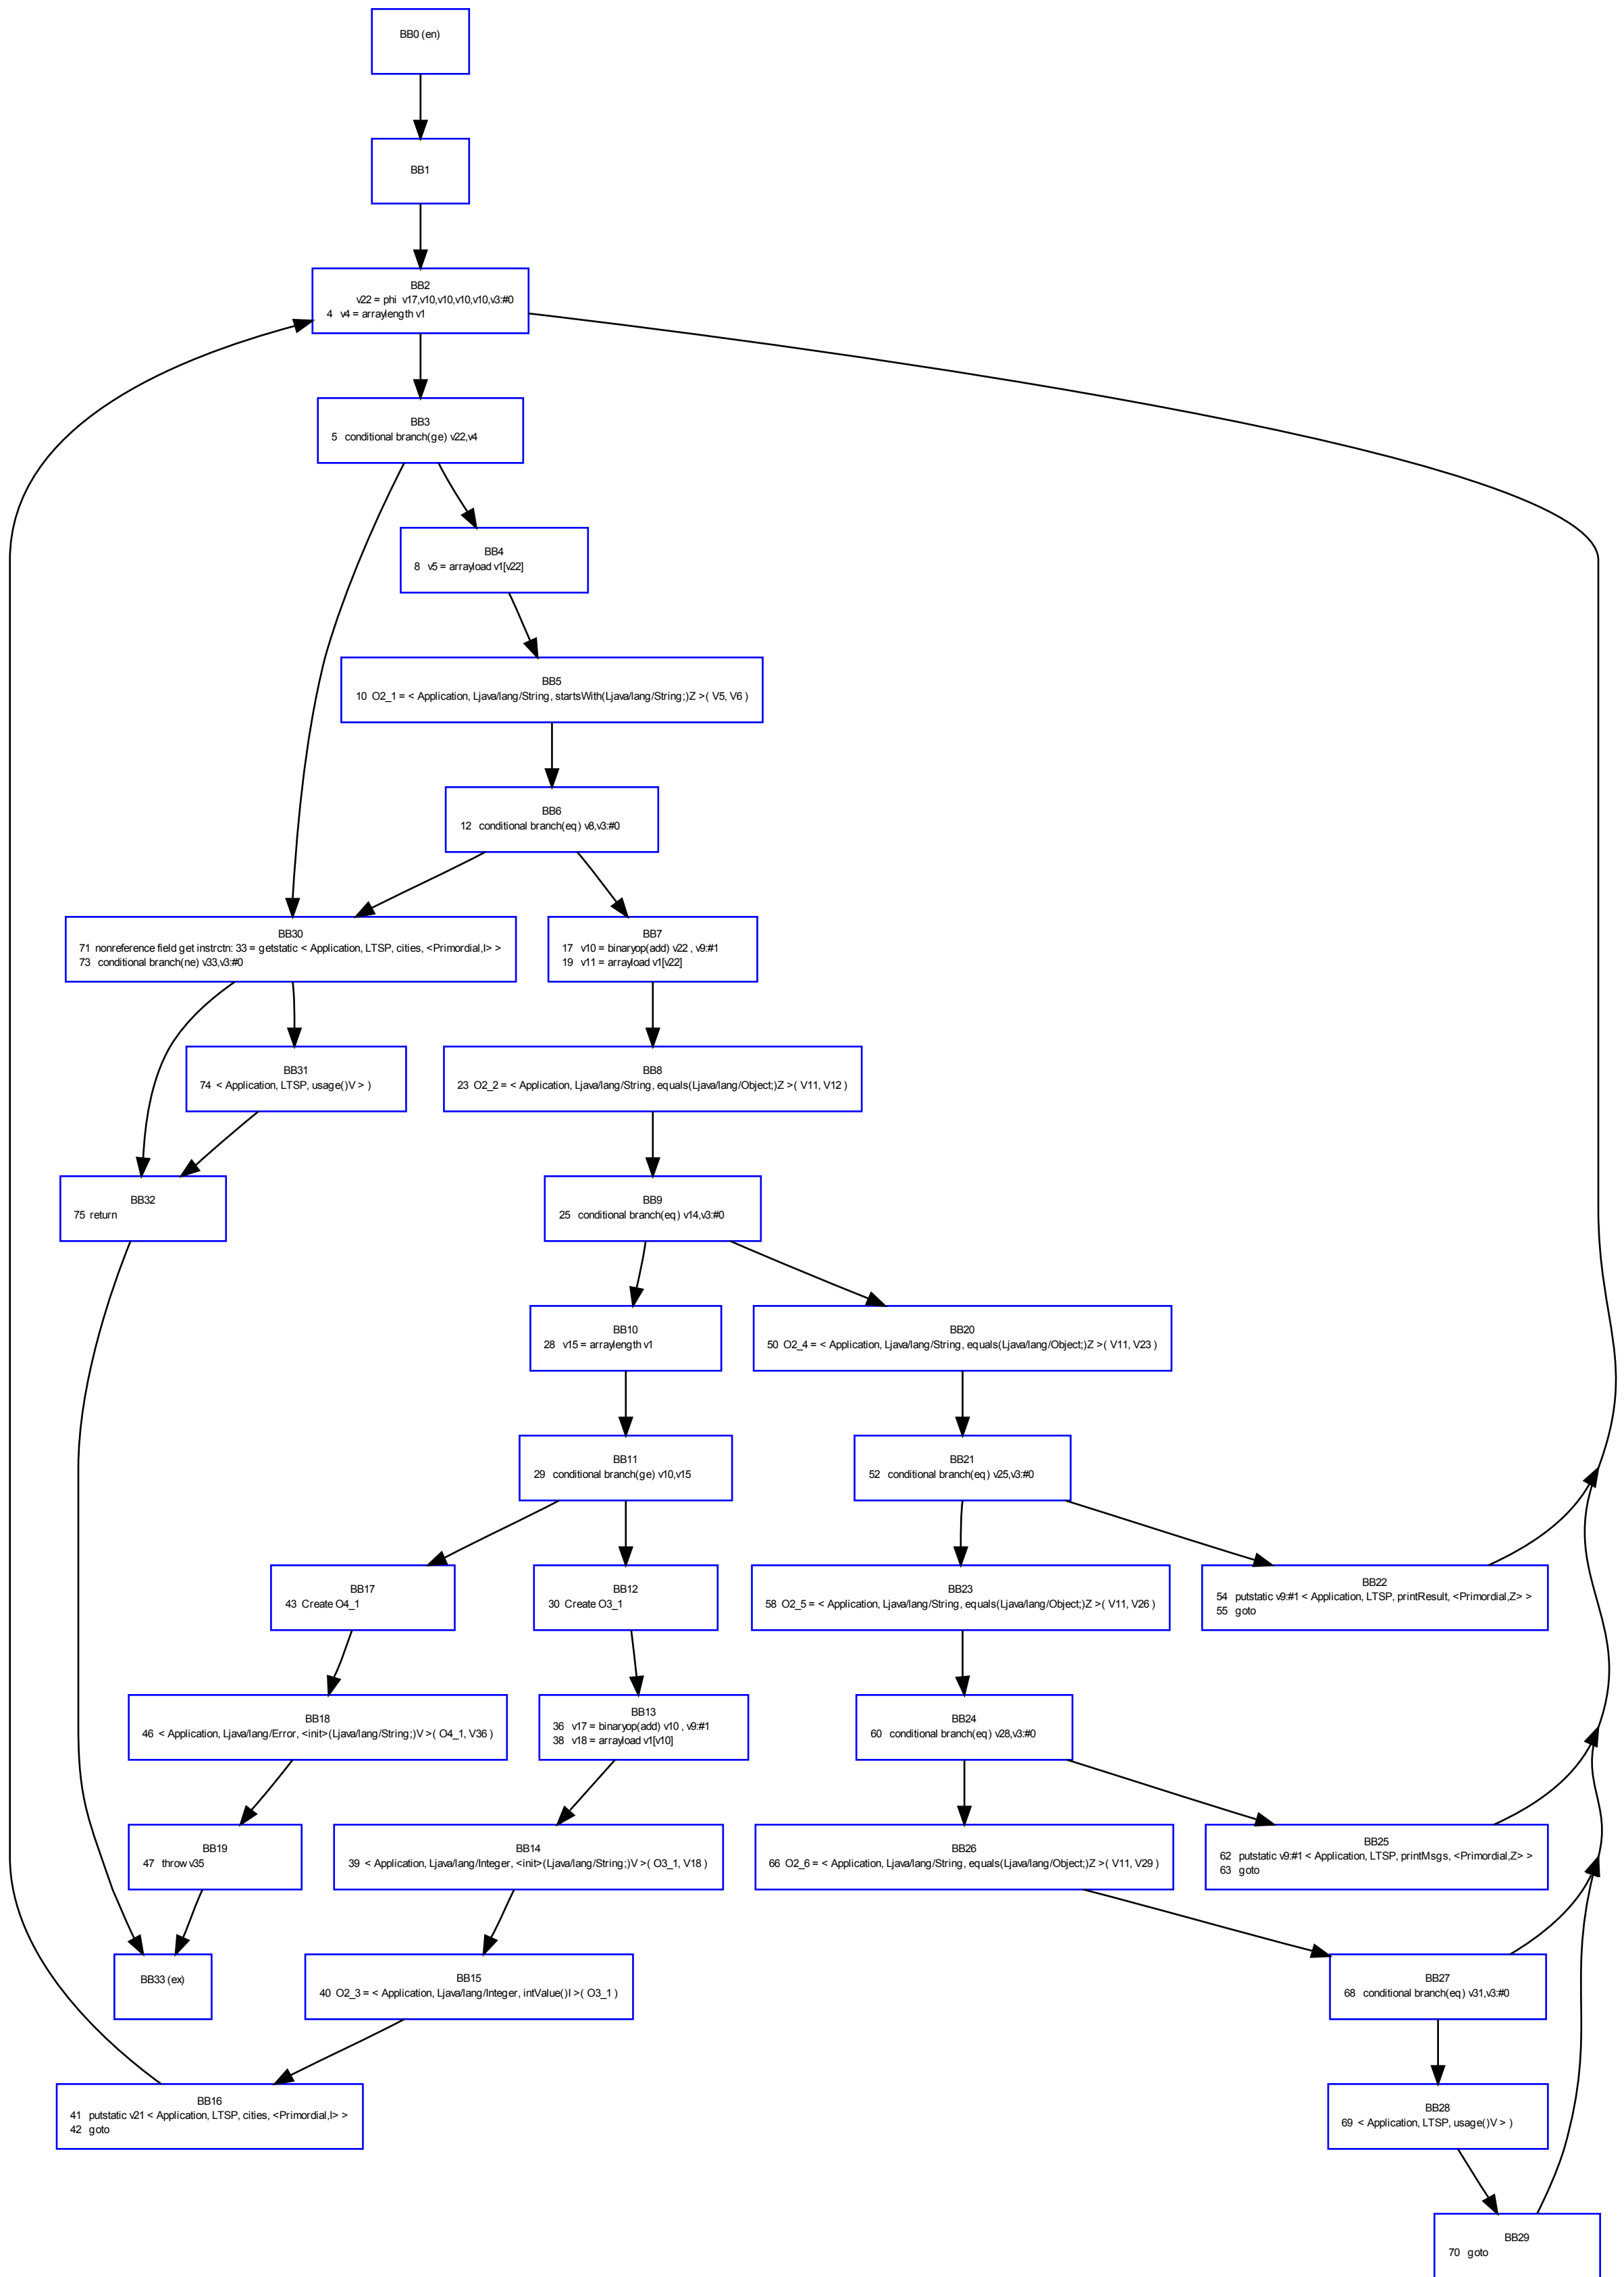 BB0 (en)
BB1
BB2
v22 = phi v17,v10,v10,v10,v10,v3:#0
4 v4 = arraylength v1
BB3
5 conditional branch(ge) v22,v4
BB4
8 v5 = arrayload v1[v22]
BB5
10 O2_1 = < Application, Ljava/lang/String, startsWith(Ljava/lang/String;)Z >( V5, V6 )
BB6
12 conditional branch(eq) v8,v3:#0
BB30
71 nonreference field get instrctn: 33 = getstatic < Application, LTSP, cities, <Primordial,I> >
73 conditional branch(ne) v33,v3:#0
BB7
17 v10 = binaryop(add) v22 , v9:#1
19 v11 = arrayload v1[v22]
BB31
74 < Application, LTSP, usage()V > )
BB8
23 O2_2 = < Application, Ljava/lang/String, equals(Ljava/lang/Object;)Z >( V11, V12 )
BB32
75 return
BB9
25 conditional branch(eq) v14,v3:#0
BB10
28 v15 = arraylength v1
BB20
50 O2_4 = < Application, Ljava/lang/String, equals(Ljava/lang/Object;)Z >( V11, V23 )
BB11
29 conditional branch(ge) v10,v15
BB21
52 conditional branch(eq) v25,v3:#0
BB17
43 Create O4_1
BB12
30 Create O3_1
BB23
58 O2_5 = < Application, Ljava/lang/String, equals(Ljava/lang/Object;)Z >( V11, V26 )
BB22
54 putstatic v9:#1 < Application, LTSP, printResult, <Primordial,Z> >
55 goto
BB18
46 < Application, Ljava/lang/Error, <init>(Ljava/lang/String;)V >( O4_1, V36 )
BB13
36 v17 = binaryop(add) v10 , v9:#1
38 v18 = arrayload v1[v10]
BB24
60 conditional branch(eq) v28,v3:#0
BB19
47 throw v35
BB14
39 < Application, Ljava/lang/Integer, <init>(Ljava/lang/String;)V >( O3_1, V18 )
BB26
66 O2_6 = < Application, Ljava/lang/String, equals(Ljava/lang/Object;)Z >( V11, V29 )
BB25
62 putstatic v9:#1 < Application, LTSP, printMsgs, <Primordial,Z> >
63 goto
BB33 (ex)
BB15
40 O2_3 = < Application, Ljava/lang/Integer, intValue()I >( O3_1 )
BB27
68 conditional branch(eq) v31,v3:#0
BB16
41 putstatic v21 < Application, LTSP, cities, <Primordial,I> >
42 goto
BB28
69 < Application, LTSP, usage()V > )
BB29
70 goto